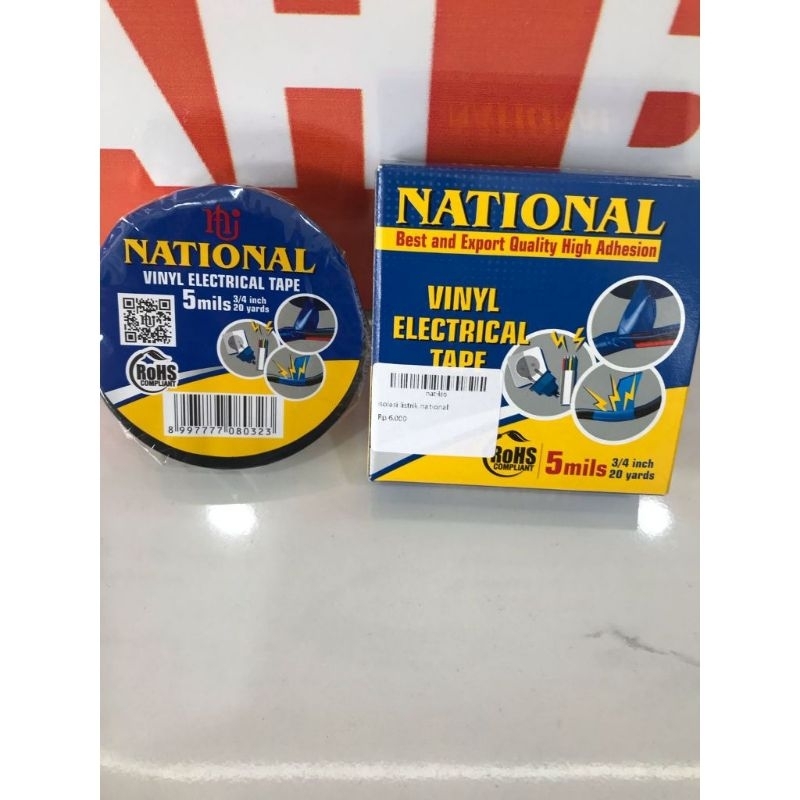 AH B
NATIONAL
VINYL ELECTRICAL TAPE
5mils 3/4 inch
20 yards
RoHS
COMPLIANT
8 997777 080323
NATIONAL
Best and Export Quality High Adhesion
VINYL
ELECTRICAL
TAPE
isolasi listrik national
Rp 6.000
RoHS
COMPLIANT
5mils 3/4 inch
20 yards